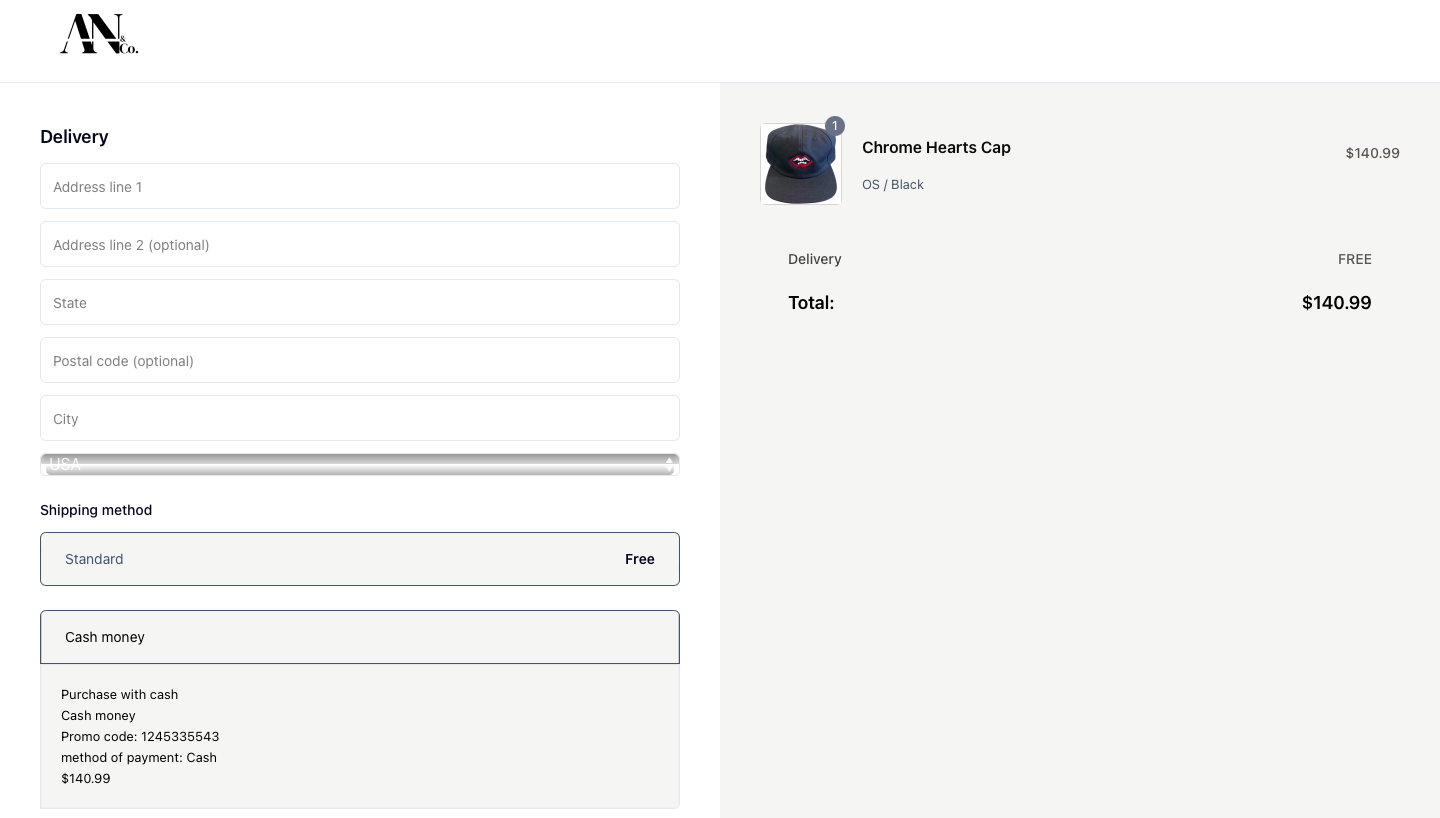 AN
& Co.
Delivery
Address line 1
Address line 2 (optional)
State
Postal code (optional)
City
USA
Shipping method
Standard Free
Cash money
Purchase with cash
Cash money
Promo code: 1245335543
method of payment: Cash
$140.99
1
Chrome Hearts Cap $140.99
OS / Black
Delivery FREE
Total: $140.99